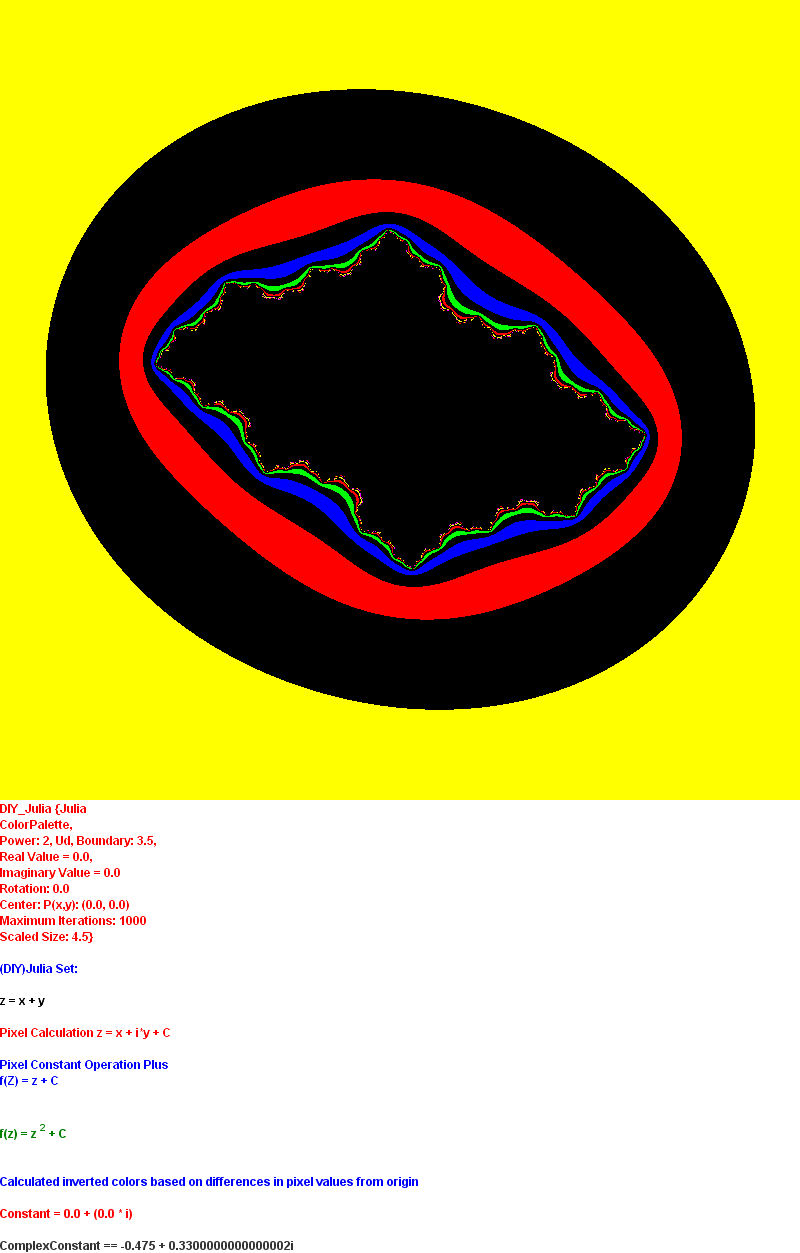 DIY_Julia {Julia
ColorPalette,
Power: 2, Ud, Boundary: 3.5,
Real Value = 0.0,
Imaginary Value = 0.0
Rotation: 0.0
Center: P(x,y): (0.0, 0.0)
Maximum Iterations: 1000
Scaled Size: 4.5}
(DIY)Julia Set:
z = x + y
Pixel Calculation z = x + i*y + C
Pixel Constant Operation Plus
f(Z) = z + C
f(z) = z 2 + C
Calculated inverted colors based on differences in pixel values from origin
Constant = 0.0 + (0.0 * i)
ComplexConstant == -0.475 + 0.3300000000000002i